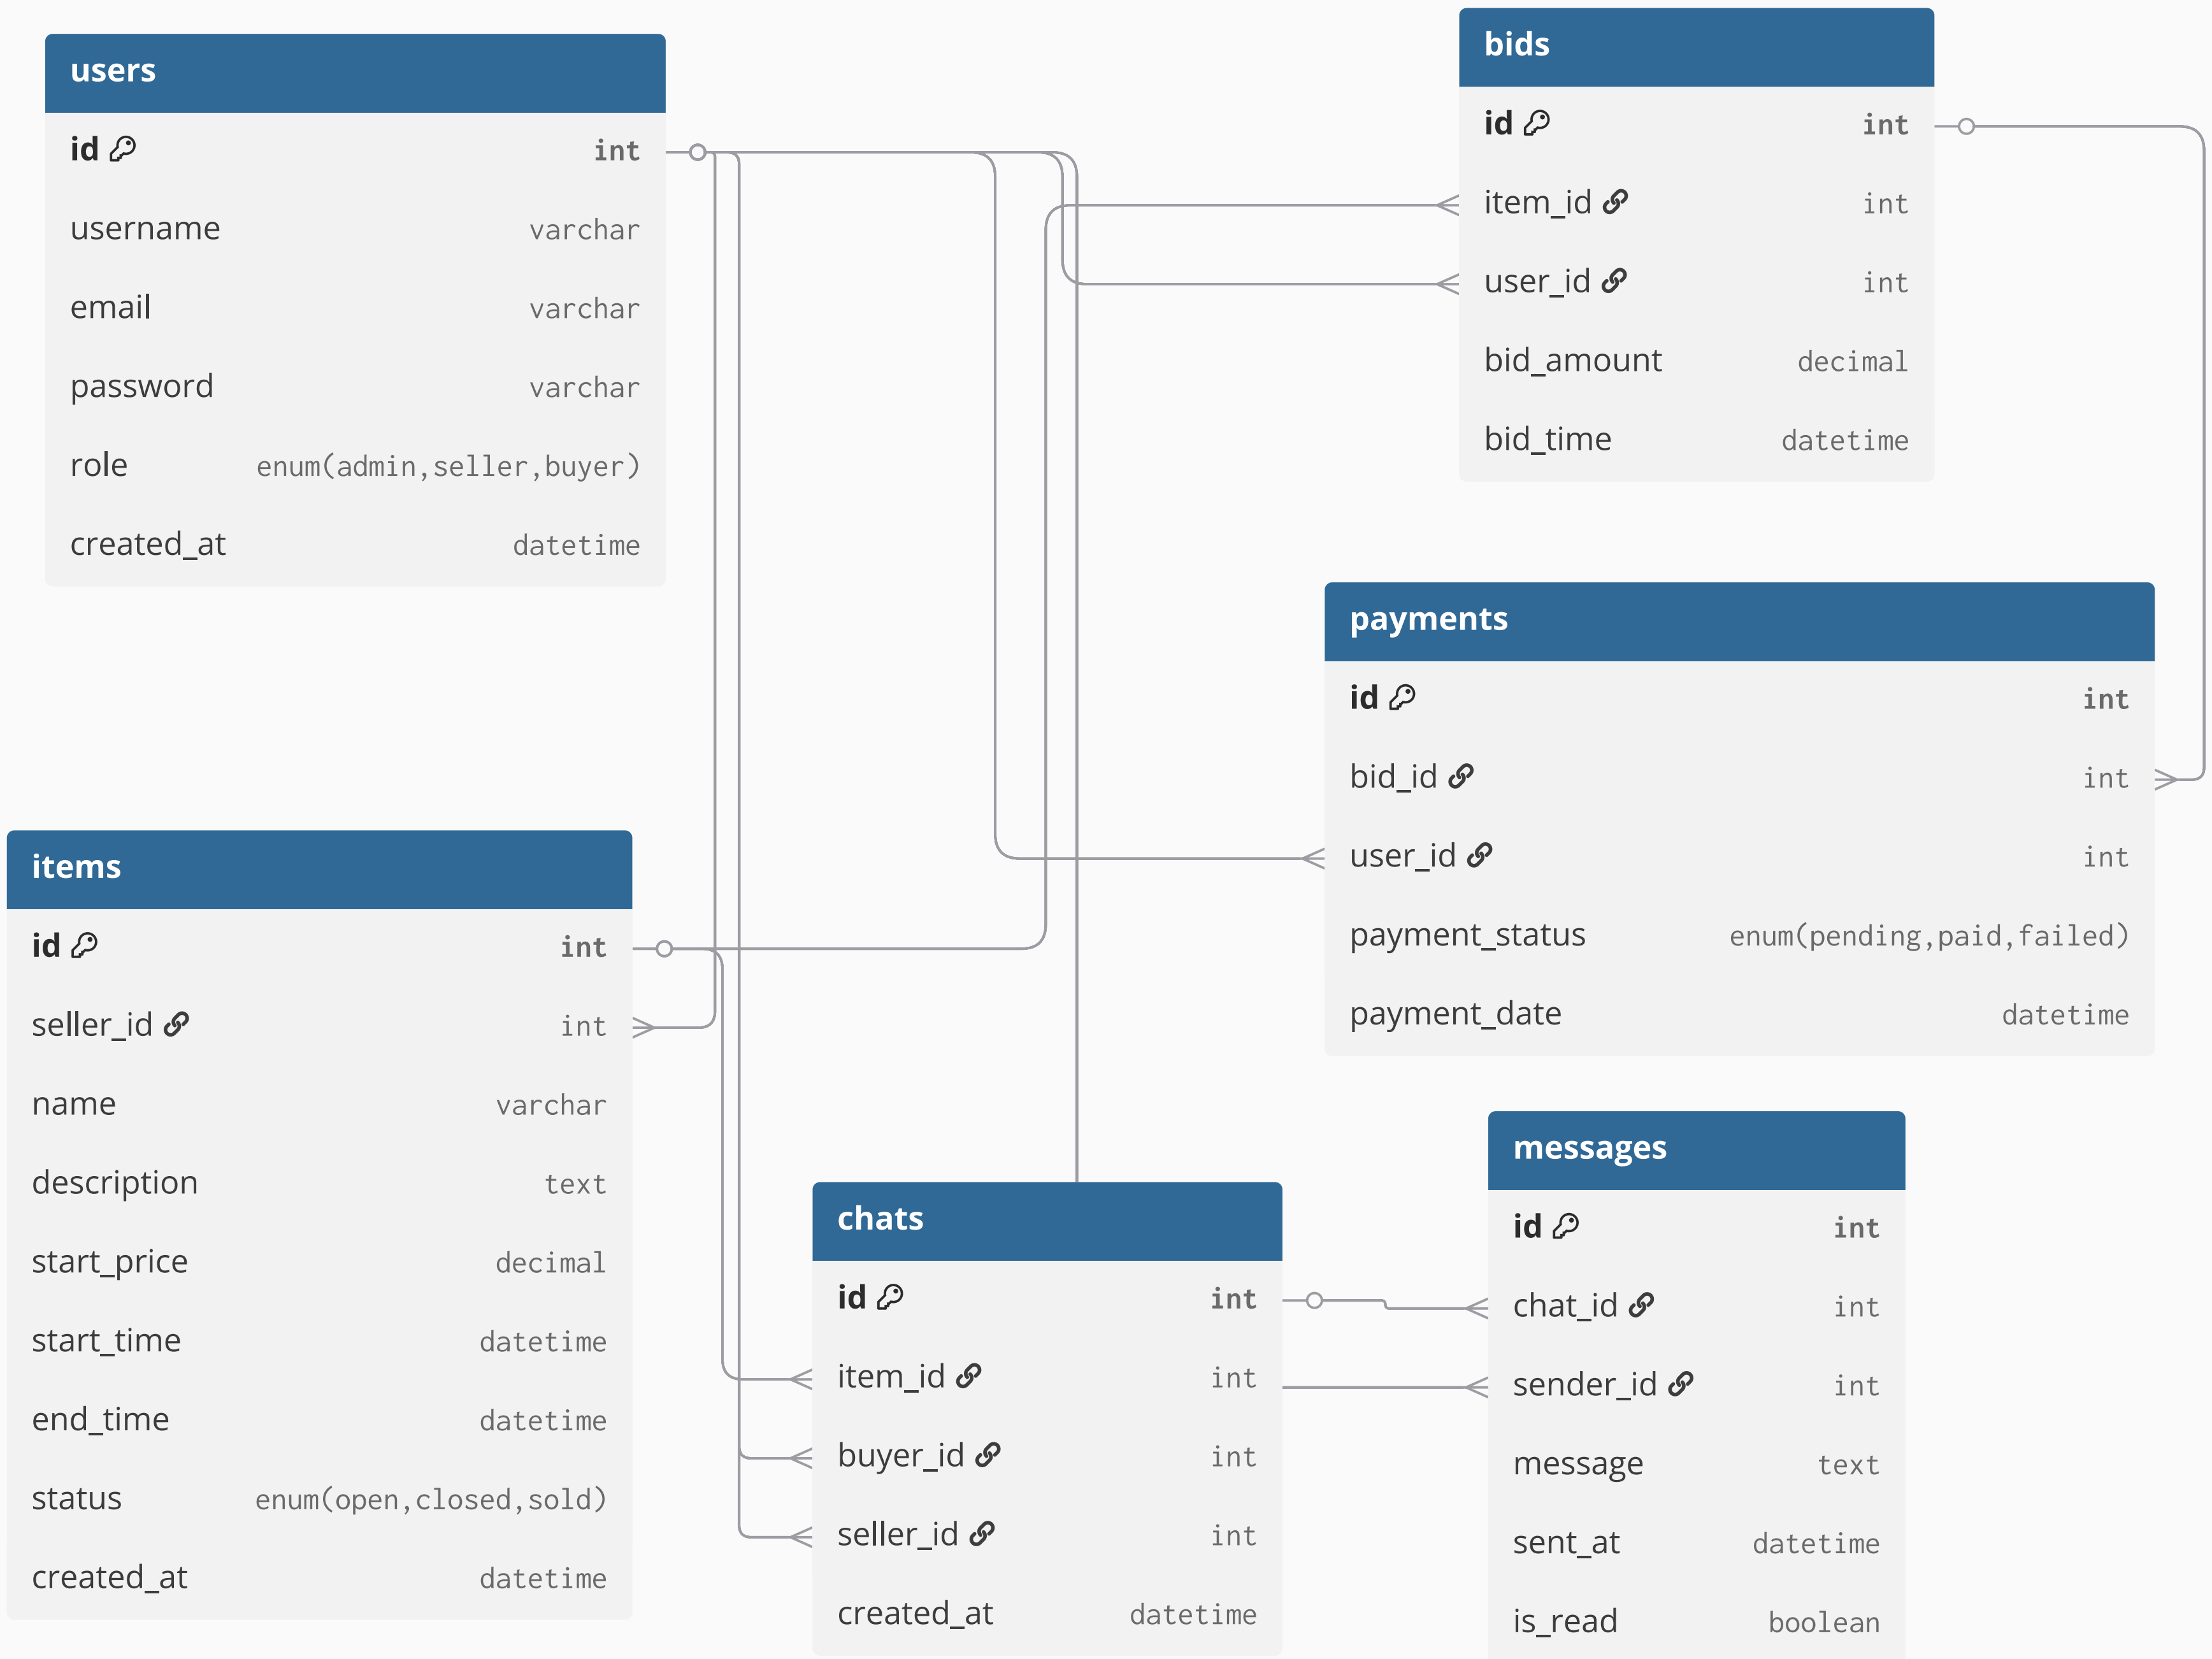 users
id int
username varchar
email varchar
password varchar
role enum(admin,seller,buyer)
created_at datetime
bids
id int
item_id int
user_id int
bid_amount decimal
bid_time datetime
payments
id int
bid_id int
user_id int
payment_status enum(pending,paid,failed)
payment_date datetime
items
id int
seller_id int
name varchar
description text
start_price decimal
start_time datetime
end_time datetime
status enum(open,closed,sold)
created_at datetime
chats
id int
item_id int
buyer_id int
seller_id int
created_at datetime
messages
id int
chat_id int
sender_id int
message text
sent_at datetime
is_read boolean